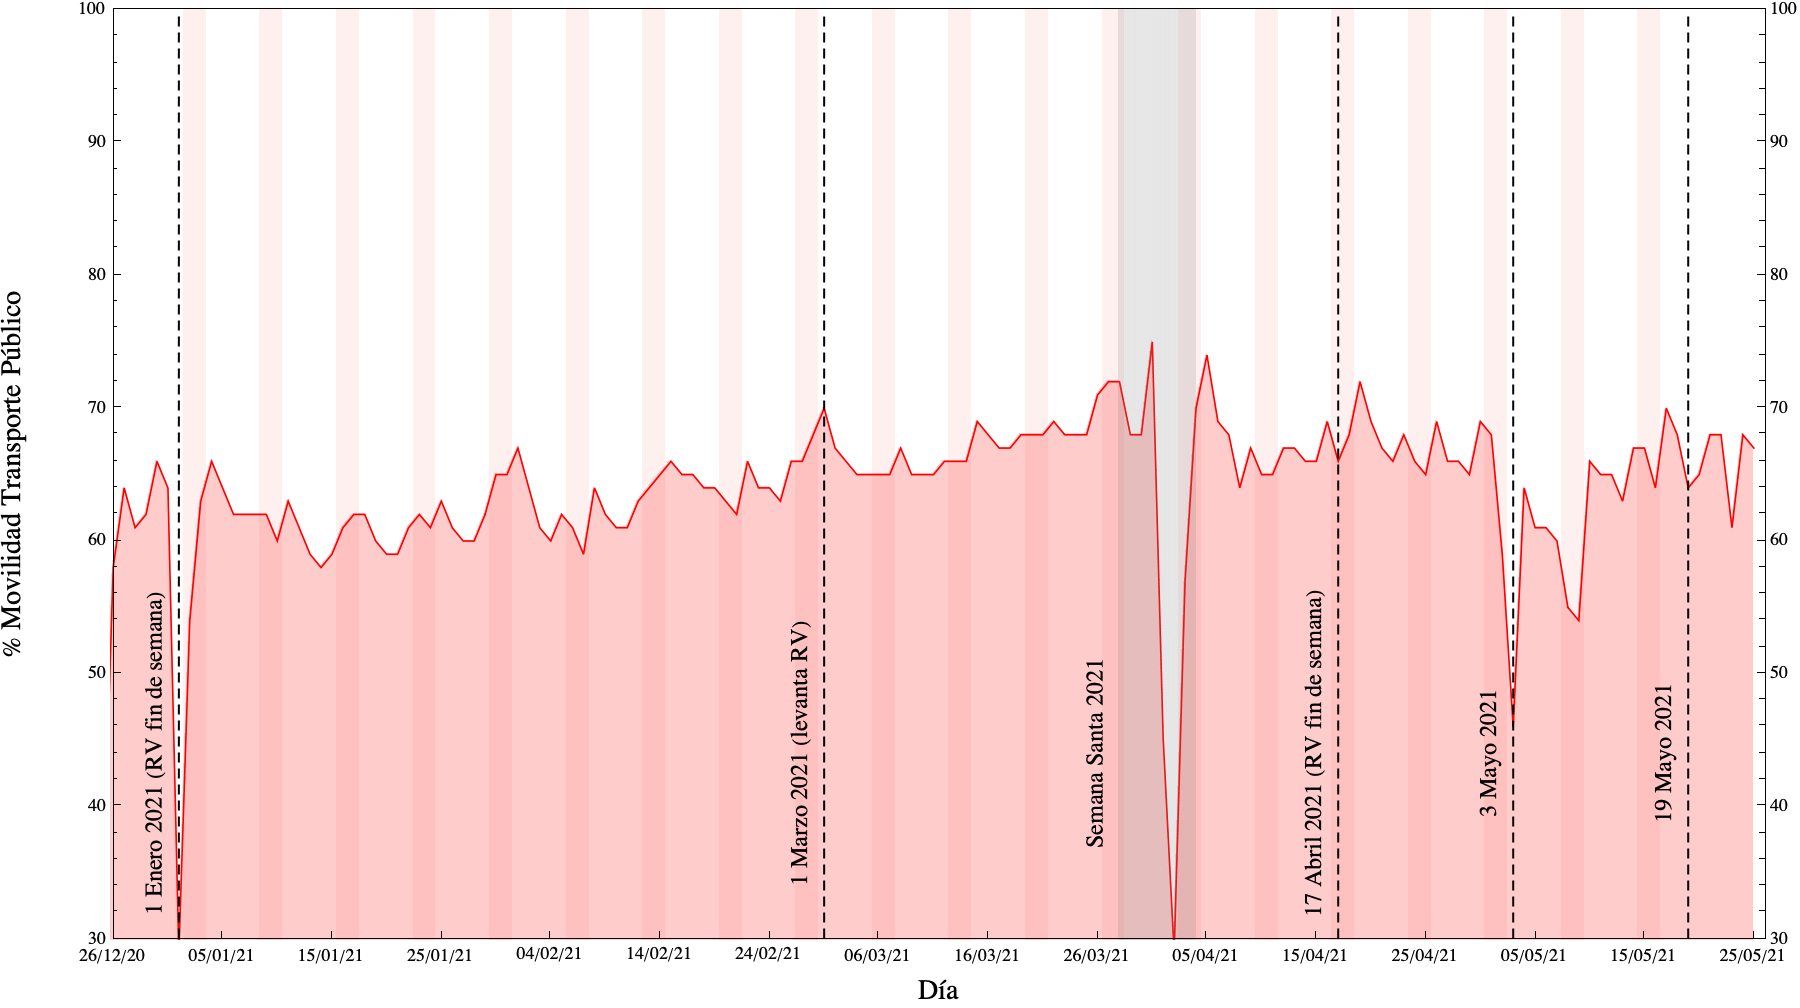 100
90
80
70
60
50
40
30
% Movilidad Transporte Público
1 Enero 2021 (RV fin de semana)
1 Marzo 2021 (levanta RV)
Semana Santa 2021
17 Abril 2021 (RV fin de semana)
3 Mayo 2021
19 Mayo 2021
100
90
80
70
60
50
40
30
26/12/20 05/01/21 15/01/21 25/01/21 04/02/21 14/02/21 24/02/21 06/03/21 16/03/21 26/03/21 05/04/21 15/04/21 25/04/21 05/05/21 15/05/21 25/05/21
Día